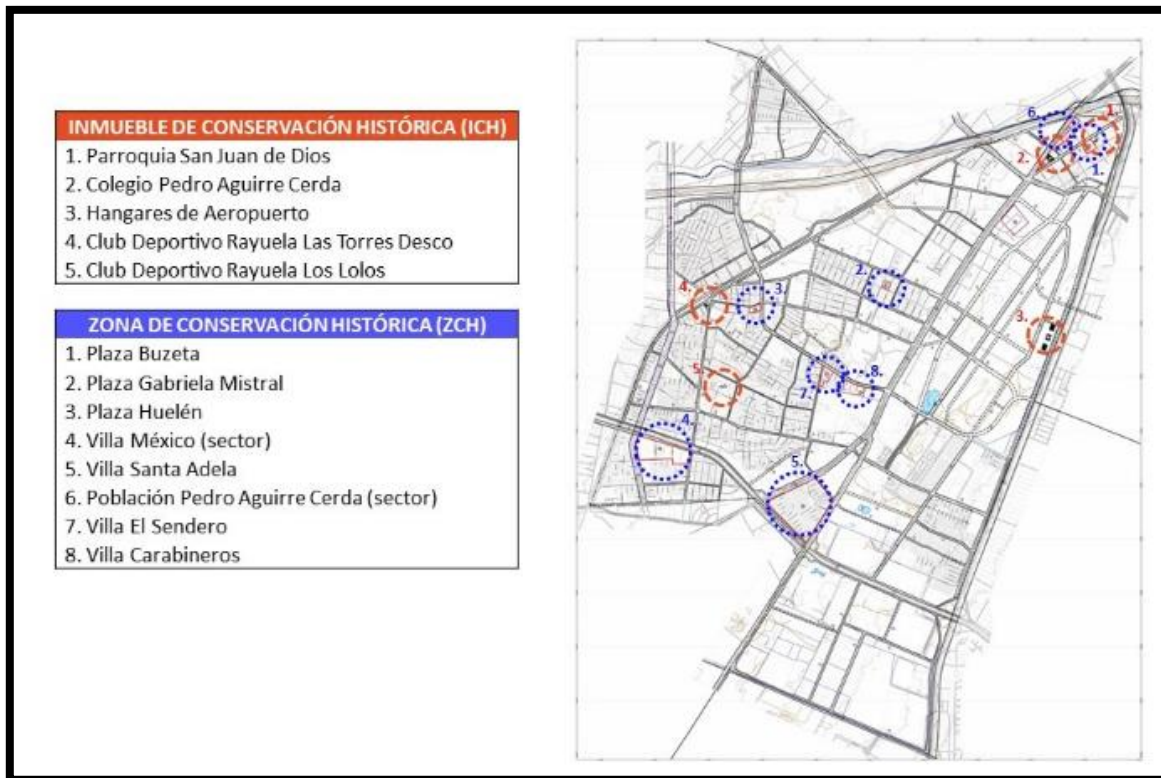 INMUEBLE DE CONSERVACIÓN HISTÓRICA (ICH)
1. Parroquia San Juan de Dios
2. Colegio Pedro Aguirre Cerda
3. Hangares de Aeropuerto
4. Club Deportivo Rayuela Las Torres Desco
5. Club Deportivo Rayuela Los Lolos
ZONA DE CONSERVACIÓN HISTÓRICA (ZCH)
1. Plaza Buzeta
2. Plaza Gabriela Mistral
3. Plaza Huelén
4. Villa México (sector)
5. Villa Santa Adela
6. Población Pedro Aguirre Cerda (sector)
7. Villa El Sendero
8. Villa Carabineros
6.
1.
2.
1.
2.
4.
3.
3.
5.
7.
8.
4.
5.